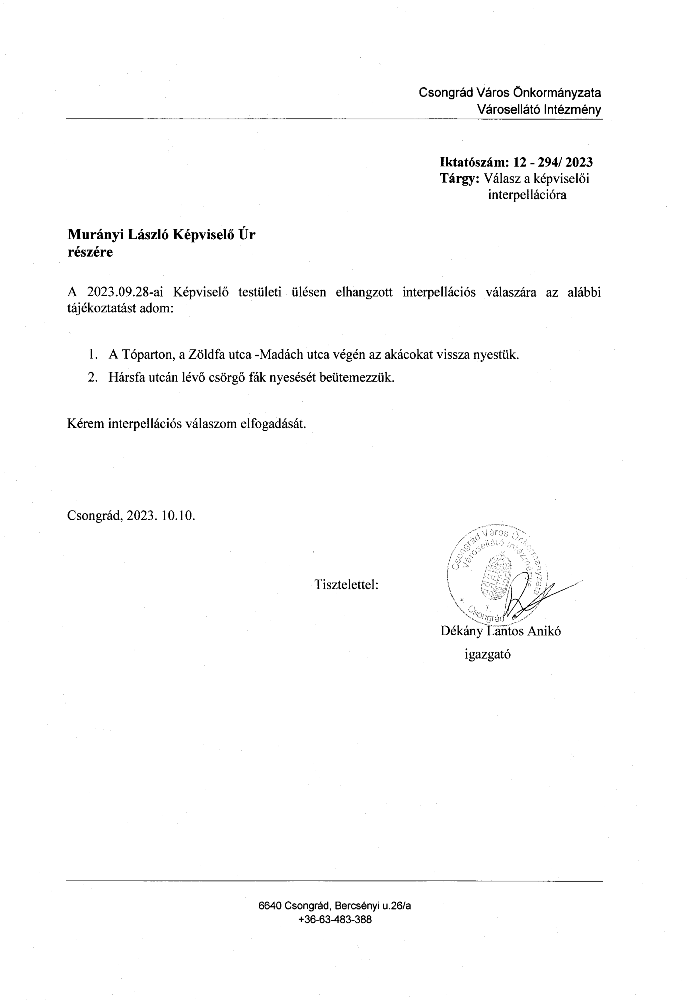 Csongrád Város Önkormányzata
Városellátó Intézmény
Iktatószám: 12 - 294/ 2023
Tárgy: Válasz a képviselői
interpellációra
Murányi László Képviselő Úr
részére
A 2023.09.28-ai Képviselő testületi ülésen elhangzott interpellációs válaszára az alábbi
tájékoztatást adom:
1. A Tóparton, a Zöldfa utca -Madách utca végén az akácokat vissza nyestük.
2. Hársfa utcán lévő csörgő fák nyesését beütemezzük.
Kérem interpellációs válaszom elfogadását.
Csongrád, 2023. 10.10.
Csongrád Város Önkormányzata
Városellátó Intézménye
* Csongrád
1.
Tisztelettel:
Dékány Lantos Anikó
igazgató
6640 Csongrád, Bercsényi u.26/a
+36-63-483-388